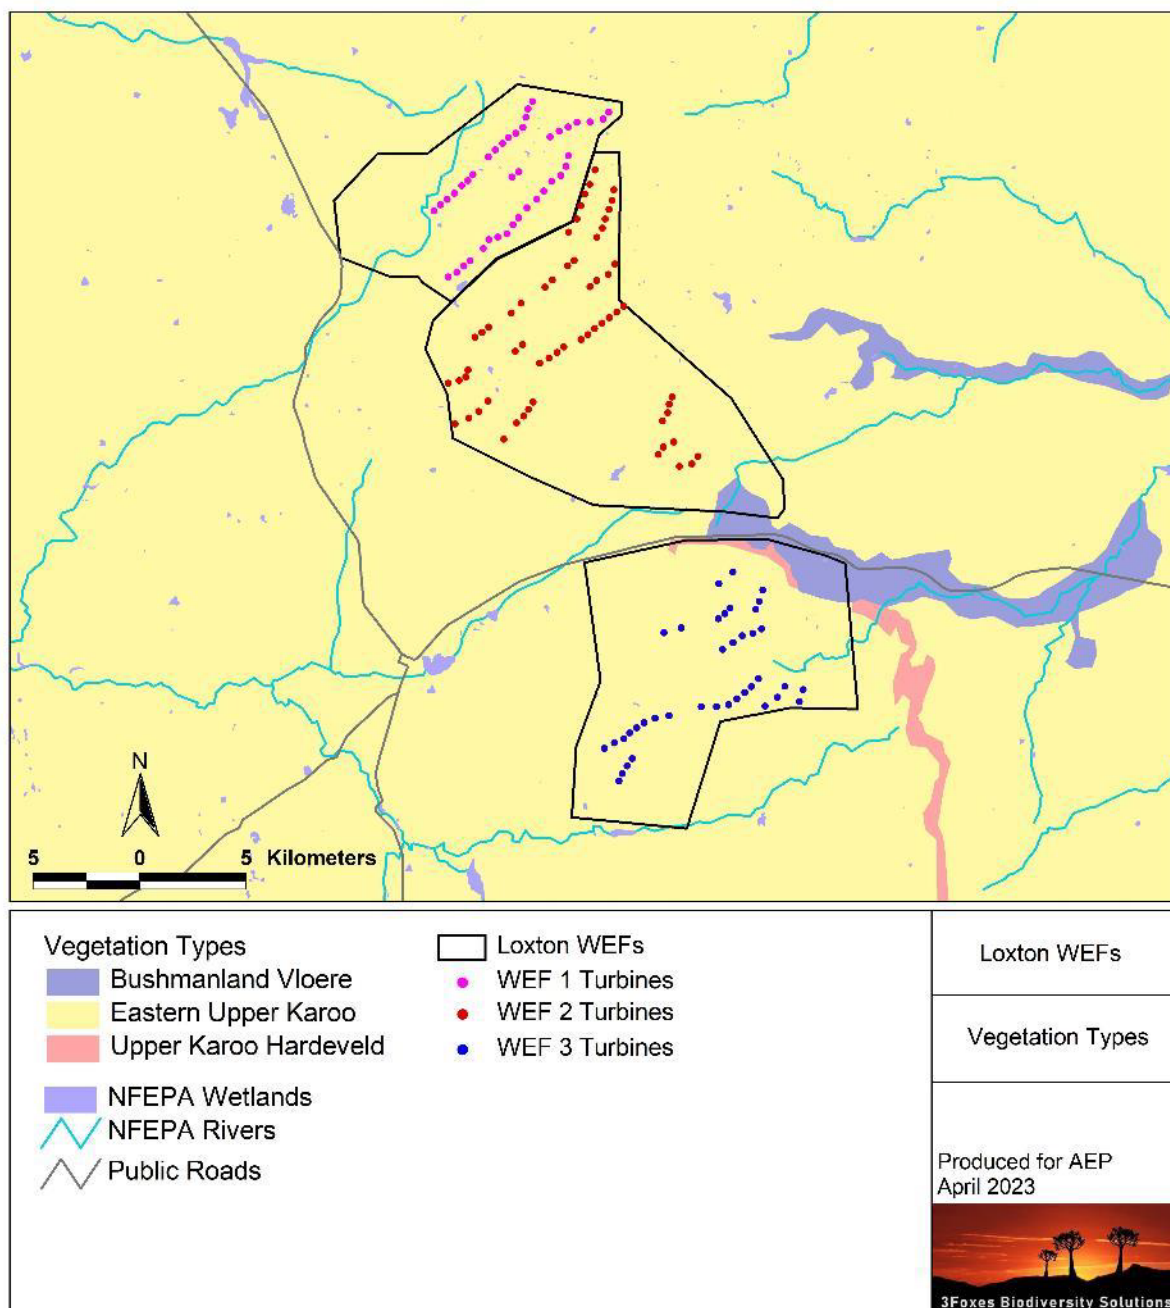 N
5 0 5 Kilometers
Vegetation Types
Bushmanland Vloere
Eastern Upper Karoo
Upper Karoo Hardeveld
NFEPA Wetlands
NFEPA Rivers
Public Roads
Loxton WEFs
WEF 1 Turbines
WEF 2 Turbines
WEF 3 Turbines
Loxton WEFs
Vegetation Types
Produced for AEP
April 2023
3Foxes Biodiversity Solutions